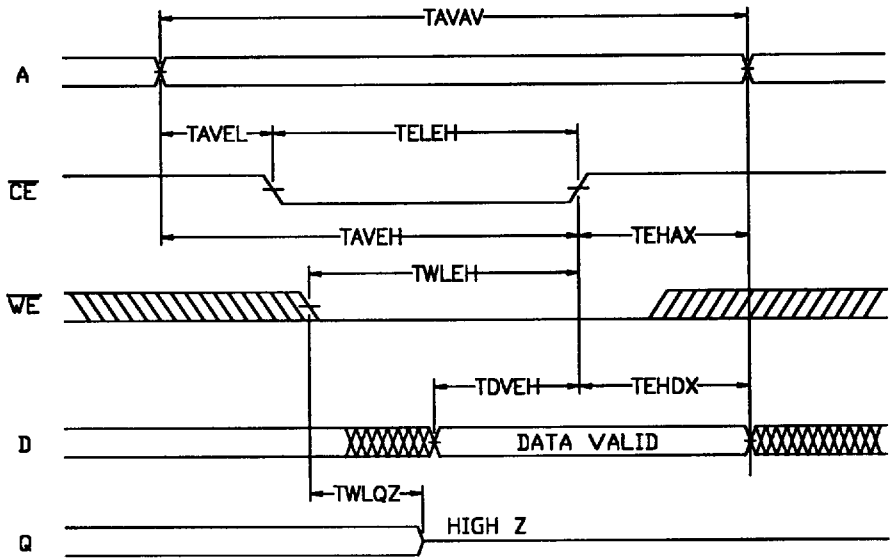 TAVAV
A
TAVEL TELEH
CE
TAVEH TEHAX
TWLEH
WE
TDVEH TEHDX
D DATA VALID
TWLQZ
HIGH Z
Q